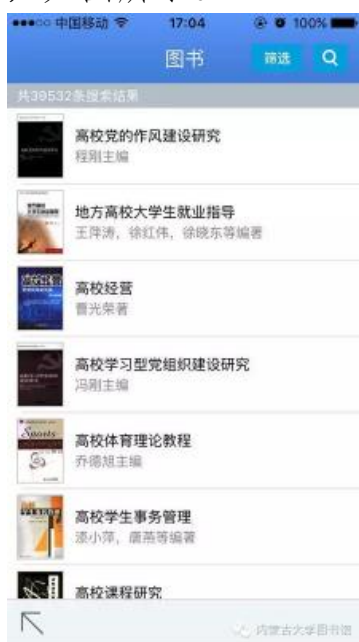 中国移动 17:04 100%
图书 筛选
共39532条搜索结果
高校党的作风建设研究
程刚主编
地方高校大学生就业指导
王萍涛，徐红伟，徐晓东等编著
高校经营
曹光荣著
高校学习型党组织建设研究
冯刚主编
Sports
高校体育理论教程
乔德旭主编
高校学生事务管理
漆小萍，唐燕等编著
高校课程研究
内蒙古大学图书馆